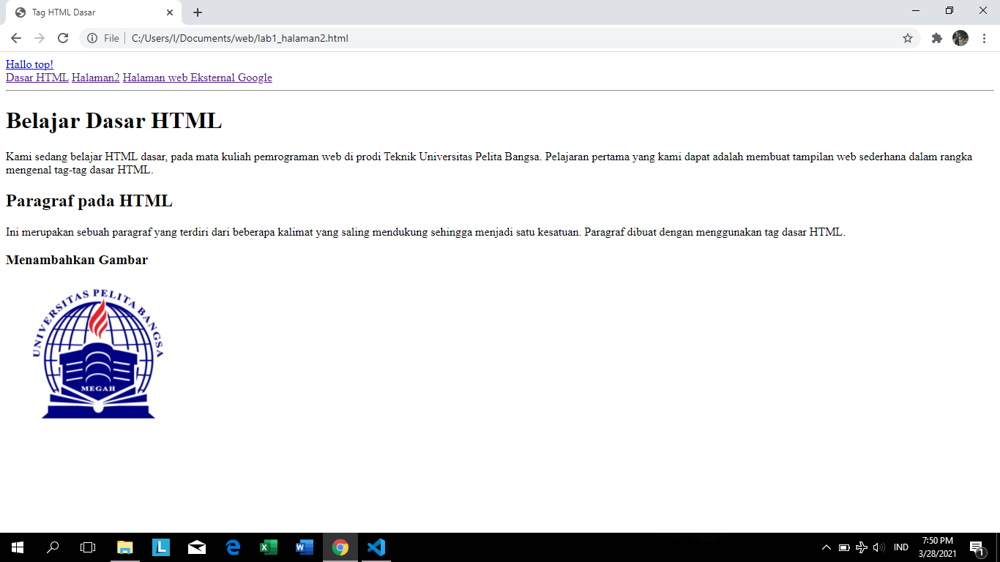 Tag HTML Dasar
File
C:/Users/I/Documents/web/lab1_halaman2.html
Hallo top!
Dasar HTML Halaman2 Halaman web Eksternal Google
Belajar Dasar HTML
Kami sedang belajar HTML dasar, pada mata kuliah pemrograman web di prodi Teknik Universitas Pelita Bangsa. Pelajaran pertama yang kami dapat adalah membuat tampilan web sederhana dalam rangka
mengenal tag-tag dasar HTML.
Paragraf pada HTML
Ini merupakan sebuah paragraf yang terdiri dari beberapa kalimat yang saling mendukung sehingga menjadi satu kesatuan. Paragraf dibuat dengan menggunakan tag dasar HTML.
Menambahkan Gambar
UNIVERSITAS PELITA BANGSA
MEGAH
IND
7:50 PM
3/28/2021
1